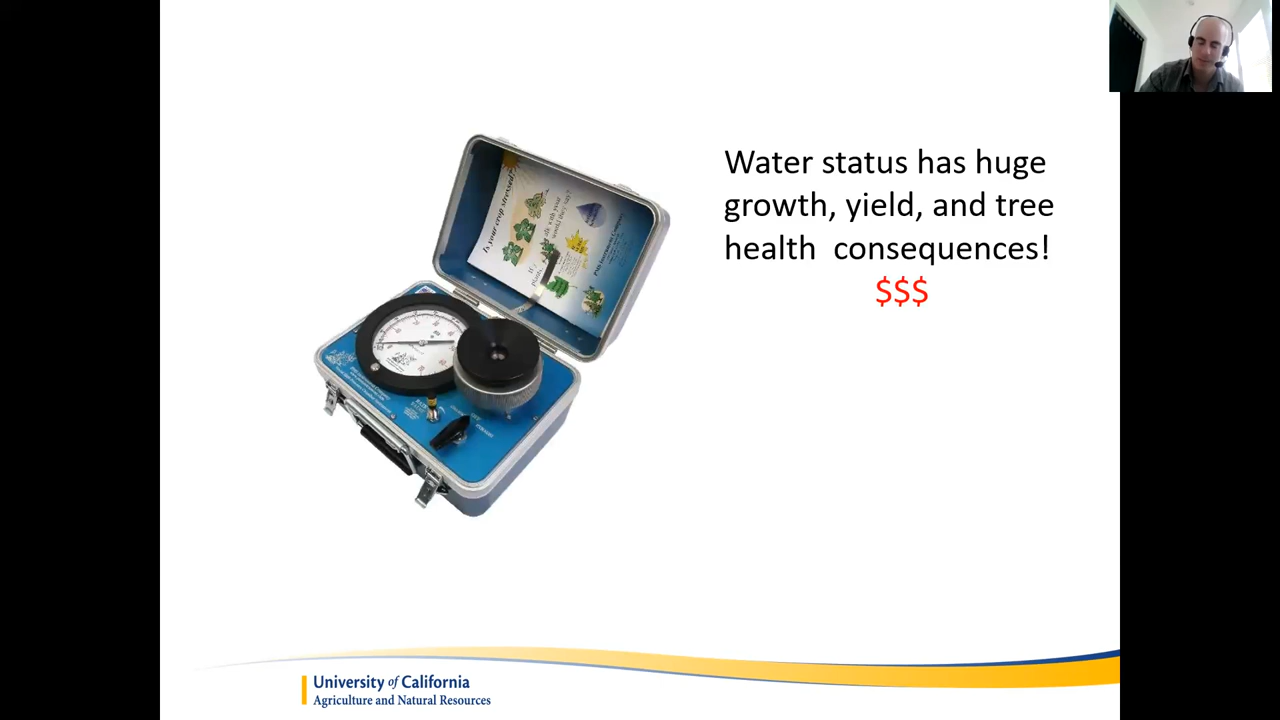 Water status has huge
growth, yield, and tree
health  consequences!
$$$
Is your crop stressed?
University of California
Agriculture and Natural Resources